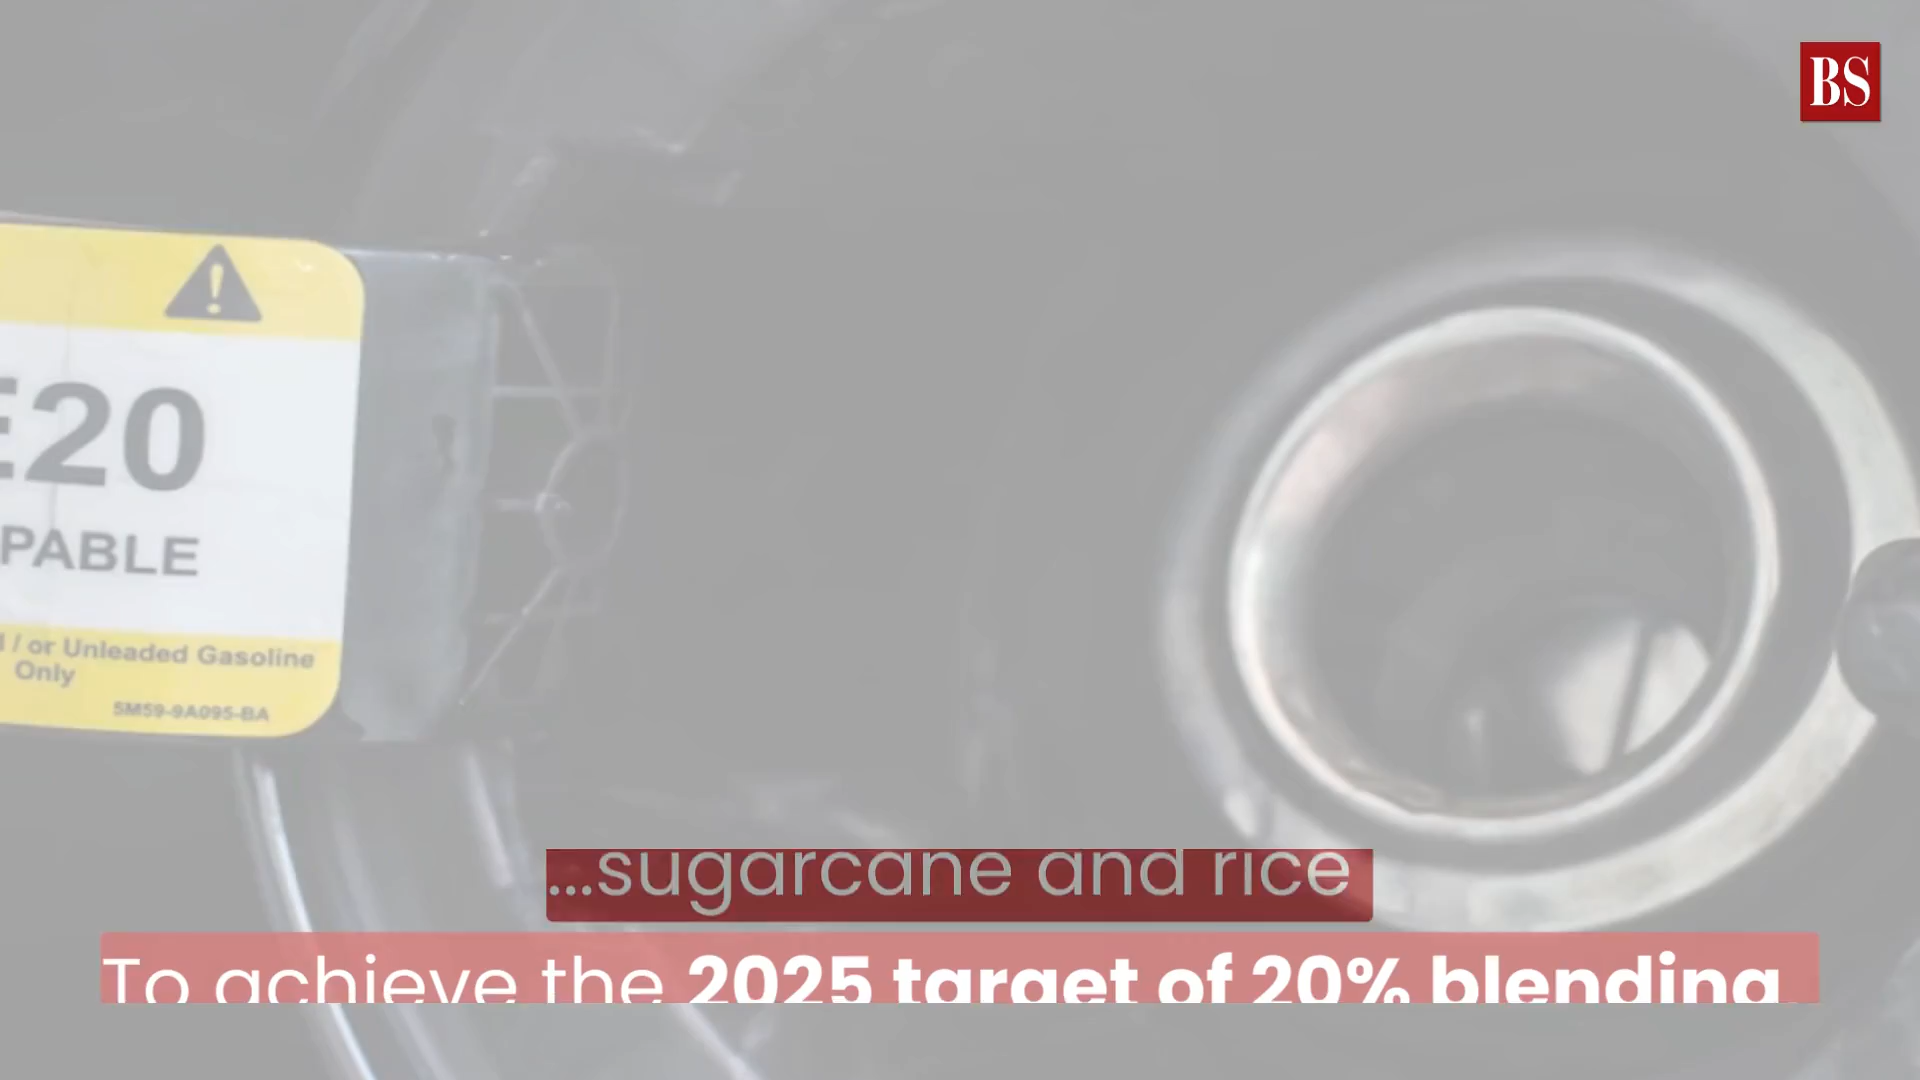 BS
E20
PABLE
/ or Unleaded Gasoline
Only
5M59-9A095-BA
...sugarcane and rice
To achieve the 2025 target of 20% blending,